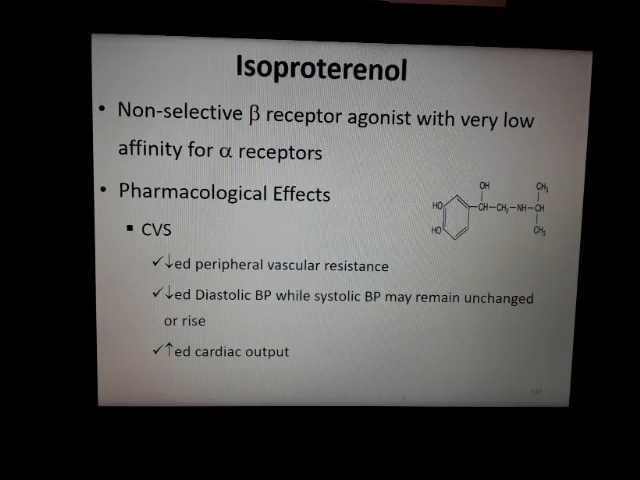 Isoproterenol
• Non-selective β receptor agonist with very low
affinity for α receptors
• Pharmacological Effects
▪ CVS
✓↓ed peripheral vascular resistance
✓↓ed Diastolic BP while systolic BP may remain unchanged
or rise
✓↑ed cardiac output
OH CH₃
HO CH—CH₂—NH—CH
HO CH₃